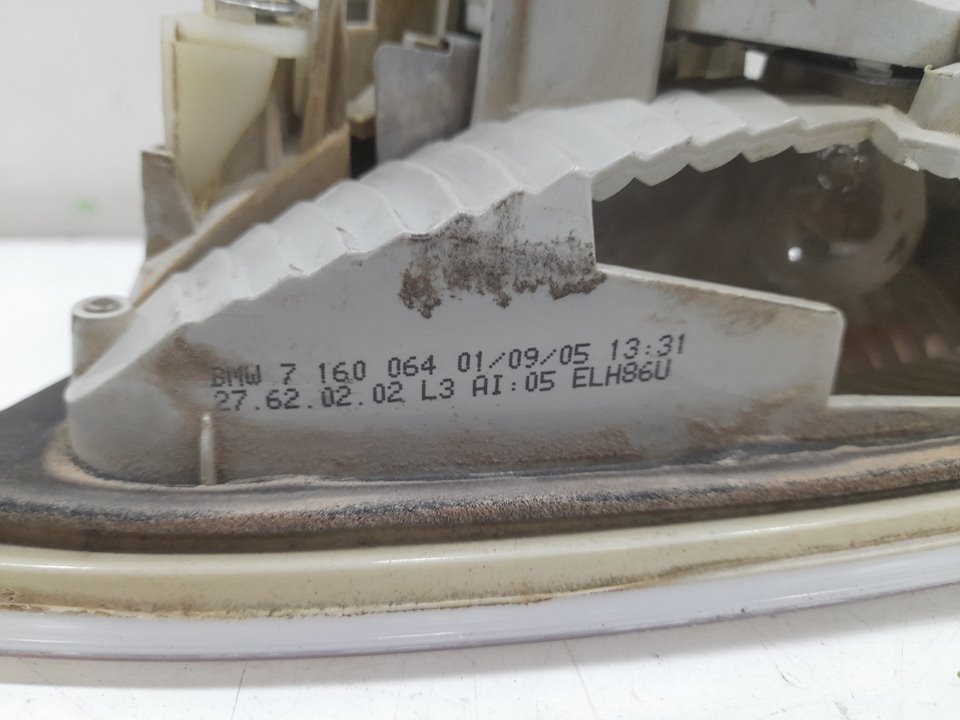 BMW 7 160 064 01/09/05 13:31
27.62.02.02 L3 AI:05 ELH86U